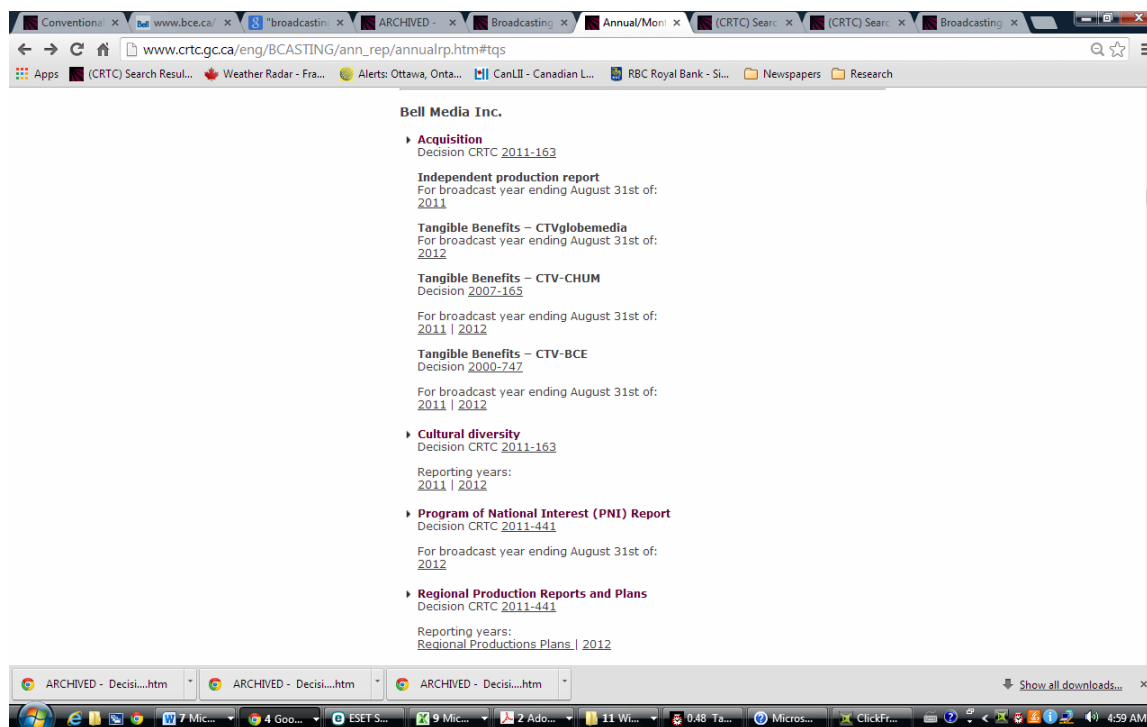 Conventional
Bell www.bce.ca/
8 "broadcastin
ARCHIVED -
Broadcasting
Annual/Mont
(CRTC) Searc
(CRTC) Searc
Broadcasting
www.crtc.gc.ca/eng/BCASTING/ann_rep/annualrp.htm#tqs
Apps
(CRTC) Search Resul...
Weather Radar - Fra...
Alerts: Ottawa, Onta...
CanLII - Canadian L...
RBC Royal Bank - Si...
Newspapers
Research
Bell Media Inc.
Acquisition
Decision CRTC 2011-163
Independent production report
For broadcast year ending August 31st of:
2011
Tangible Benefits – CTVglobemedia
For broadcast year ending August 31st of:
2012
Tangible Benefits – CTV-CHUM
Decision 2007-165
For broadcast year ending August 31st of:
2011 | 2012
Tangible Benefits – CTV-BCE
Decision 2000-747
For broadcast year ending August 31st of:
2011 | 2012
Cultural diversity
Decision CRTC 2011-163
Reporting years:
2011 | 2012
Program of National Interest (PNI) Report
Decision CRTC 2011-441
For broadcast year ending August 31st of:
2012
Regional Production Reports and Plans
Decision CRTC 2011-441
Reporting years:
Regional Productions Plans | 2012
ARCHIVED - Decisi....htm
ARCHIVED - Decisi....htm
ARCHIVED - Decisi....htm
Show all downloads...
7 Mic...
4 Goo...
ESET S...
9 Mic...
2 Ado...
11 Wi...
0.48 Ta...
Micros...
ClickFr...
4:59 AM